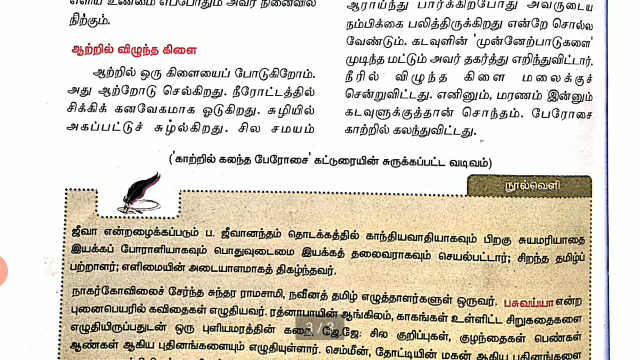 எளிய உண்மை எப்போதும் அவர் நினைவில்
நிற்கும்.
ஆற்றில் விழுந்த கிளை
ஆற்றில் ஒரு கிளையைப் போடுகிறோம்.
அது ஆற்றோடு செல்கிறது. நீரோட்டத்தில்
சிக்கிக் கனவேகமாக ஓடுகிறது. சுழியில்
அகப்பட்டுச் சுழல்கிறது. சில சமயம்
ஆராய்ந்து பார்க்கிறபோது அவருடைய
நம்பிக்கை பலித்திருக்கிறது என்றே சொல்ல
வேண்டும். கடவுளின் 'முன்னேற்பாடுகளை'
முடிந்த மட்டும் அவர் தகர்த்து எறிந்துவிட்டார்.
நீரில் விழுந்த கிளை மலைக்குச்
சென்றுவிட்டது. எனினும், மரணம் இன்னும்
கடவுளுக்குத்தான் சொந்தம். பேரோசை
காற்றில் கலந்துவிட்டது.
('காற்றில் கலந்த பேரோசை' கட்டுரையின் சுருக்கப்பட்ட வடிவம்)
நூல்வெளி
ஜீவா என்றழைக்கப்படும் ப. ஜீவானந்தம் தொடக்கத்தில் காந்தியவாதியாகவும் பிறகு சுயமரியாதை
இயக்கப் போராளியாகவும் பொதுவுடைமை இயக்கத் தலைவராகவும் செயல்பட்டார்; சிறந்த தமிழ்ப்
பற்றாளர்; எளிமையின் அடையாளமாகத் திகழ்ந்தவர்.
நாகர்கோவிலைச் சேர்ந்த சுந்தர ராமசாமி, நவீனத் தமிழ் எழுத்தாளர்களுள் ஒருவர். பசுவய்யா என்ற
புனைபெயரில் கவிதைகள் எழுதியவர். ரத்னாபாயின் ஆங்கிலம், காகங்கள் உள்ளிட்ட சிறுகதைகளை
எழுதியிருப்பதுடன் ஒரு புளியமரத்தின் கதை, ஜே.ஜே: சில குறிப்புகள், குழந்தைகள் பெண்கள்
ஆண்கள் ஆகிய புதினங்களையும் எழுதியுள்ளார். செம்மீன், தோட்டியின் மகன் ஆகிய புதினங்களை